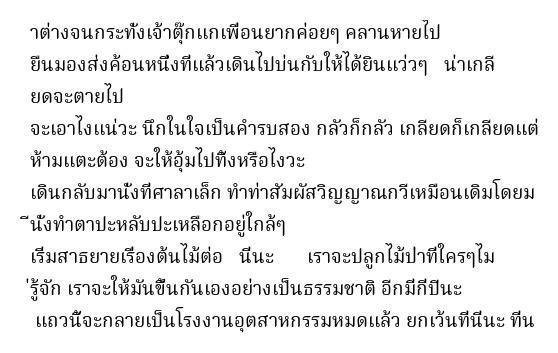 าต่างจนกระทั่งเจ้าตุ๊กแกเพื่อนยากค่อยๆ คลานหายไป
ยืนมองส่งค้อนหนึ่งทีแล้วเดินไปบ่นกับให้ได้ยินแว่วๆ   น่าเกลี
ยดจะตายไป
จะเอาไงแน่วะ นึกในใจเป็นคำรบสอง กลัวก็กลัว เกลียดก็เกลียดแต่
ห้ามแตะต้อง จะให้อุ้มไปทิ้งหรือไงวะ
เดินกลับมานั่งที่ศาลาเล็ก ทำท่าสัมผัสวิญญาณกวีเหมือนเดิมโดยม
ีนั่งทำตาปะหลับปะเหลือกอยู่ใกล้ๆ
เริ่มสาธยายเรื่องต้นไม้ต่อ   นี่นะ      เราจะปลูกไม้ป่าที่ใครๆไม
่รู้จัก เราจะให้มันขึ้นกันเองอย่างเป็นธรรมชาติ อีกมี่กี่ปีนะ
แถวนี้จะกลายเป็นโรงงานอุตสาหกรรมหมดแล้ว ยกเว้นที่นี่นะ ที่น